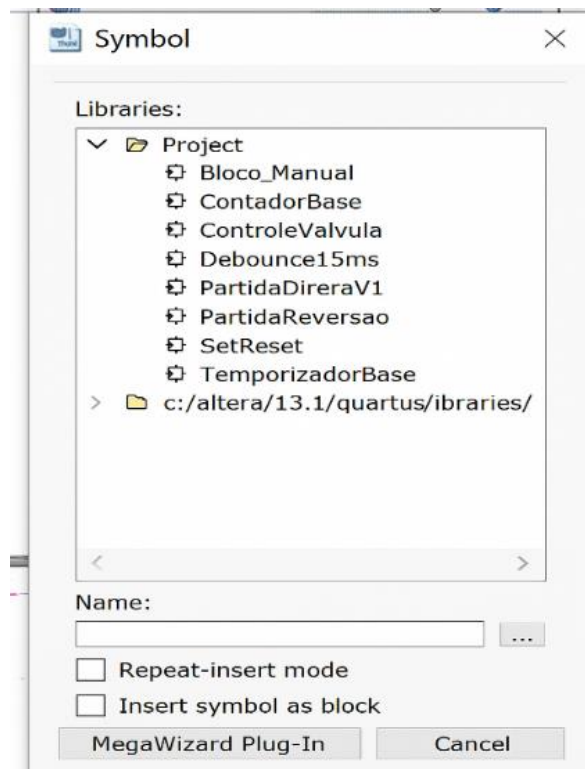 Symbol
Libraries:
Project
Bloco_Manual
ContadorBase
ControleValvula
Debounce15ms
PartidaDireraV1
PartidaReversao
SetReset
TemporizadorBase
c:/altera/13.1/quartus/ibraries/
Name:
...
Repeat-insert mode
Insert symbol as block
MegaWizard Plug-In
Cancel